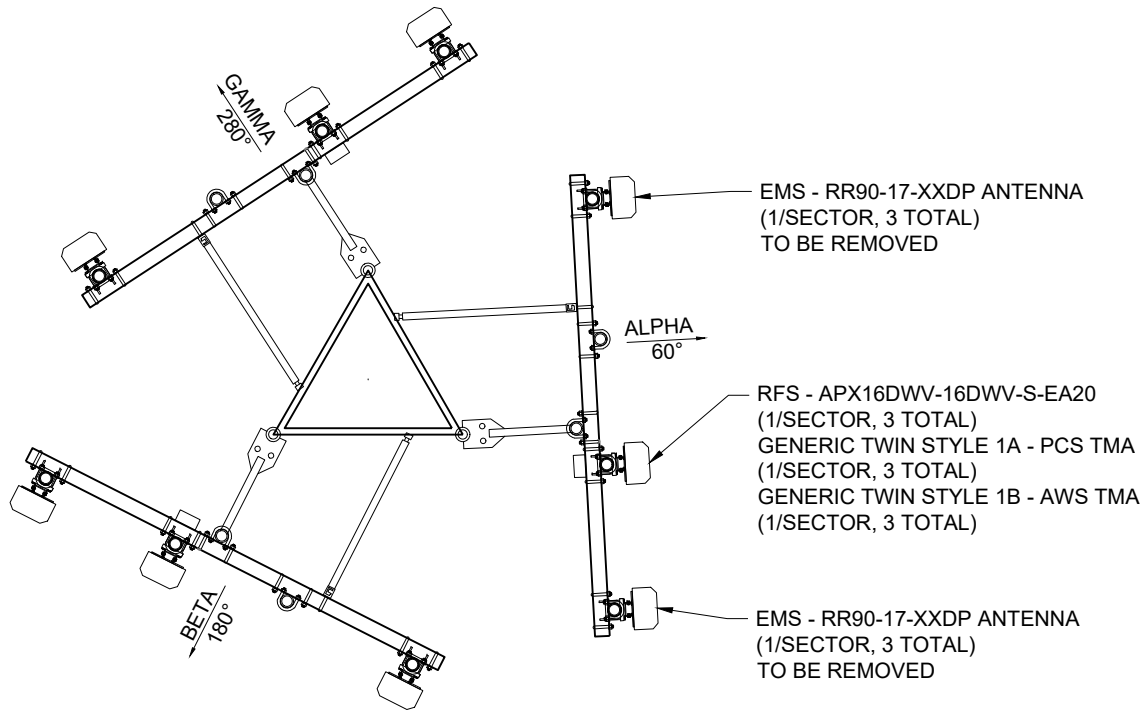 GAMMA
280°
EMS - RR90-17-XXDP ANTENNA
(1/SECTOR, 3 TOTAL)
TO BE REMOVED
ALPHA
60°
RFS - APX16DWV-16DWV-S-EA20
(1/SECTOR, 3 TOTAL)
GENERIC TWIN STYLE 1A - PCS TMA
(1/SECTOR, 3 TOTAL)
GENERIC TWIN STYLE 1B - AWS TMA
(1/SECTOR, 3 TOTAL)
BETA
180°
EMS - RR90-17-XXDP ANTENNA
(1/SECTOR, 3 TOTAL)
TO BE REMOVED